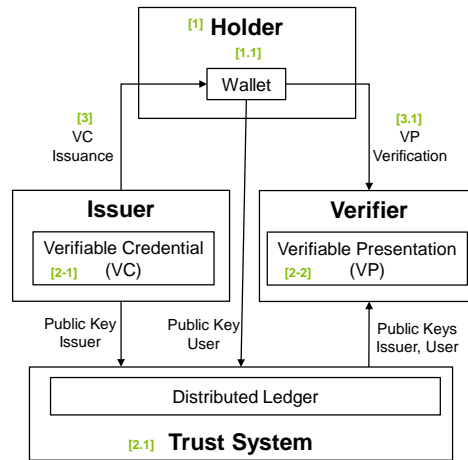 [1] Holder
[1.1]
Wallet
[3]
VC
Issuance
[3.1]
VP
Verification
Issuer
Verifiable Credential
[2-1] (VC)
Verifier
Verifiable Presentation
[2-2] (VP)
Public Key
Issuer
Public Key
User
Public Keys
Issuer, User
Distributed Ledger
[2.1] Trust System